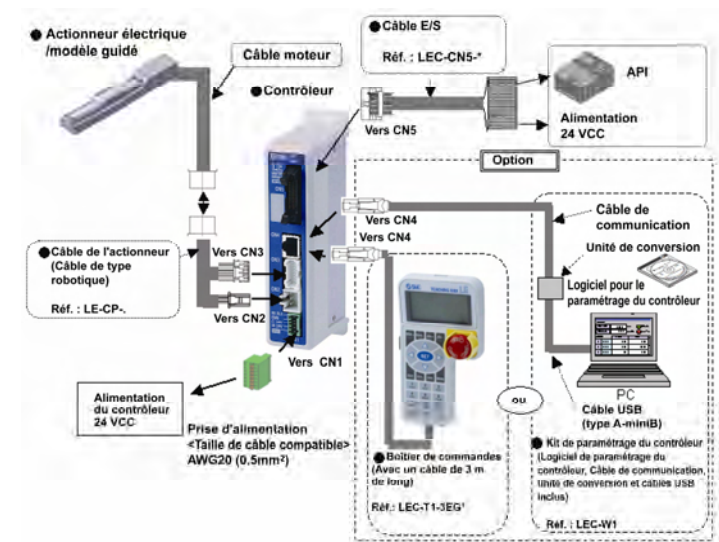 ● Actionneur électrique
/modèle guidé
Câble moteur
● Contrôleur
● Câble E/S
Réf. : LEC-CN5-*
API
Alimentation
24 VCC
Vers CN5
Option
Vers CN4
Vers CN4
Câble de
communication
Unité de conversion
Logiciel pour le
paramétrage du contrôleur
Vers CN3
● Câble de l'actionneur
(Câble de type
robotique)
Réf. : LE-CP-.
Vers CN2
Vers CN1
Alimentation
du contrôleur
24 VCC
Prise d'alimentation
<Taille de câble compatible>
AWG20 (0.5mm²)
ou
PC
Câble USB
(type A-miniB)
● Boîtier de commandes
(Avec un câble de 3 m
de long)
Réf.: LEC-T1-3EG*
● Kit de paramétrage du contrôleur
(Logiciel de paramétrage du
contrôleur, Câble de communication,
unité de conversion et câbles USB
inclus)
Réf. : LEC-W1